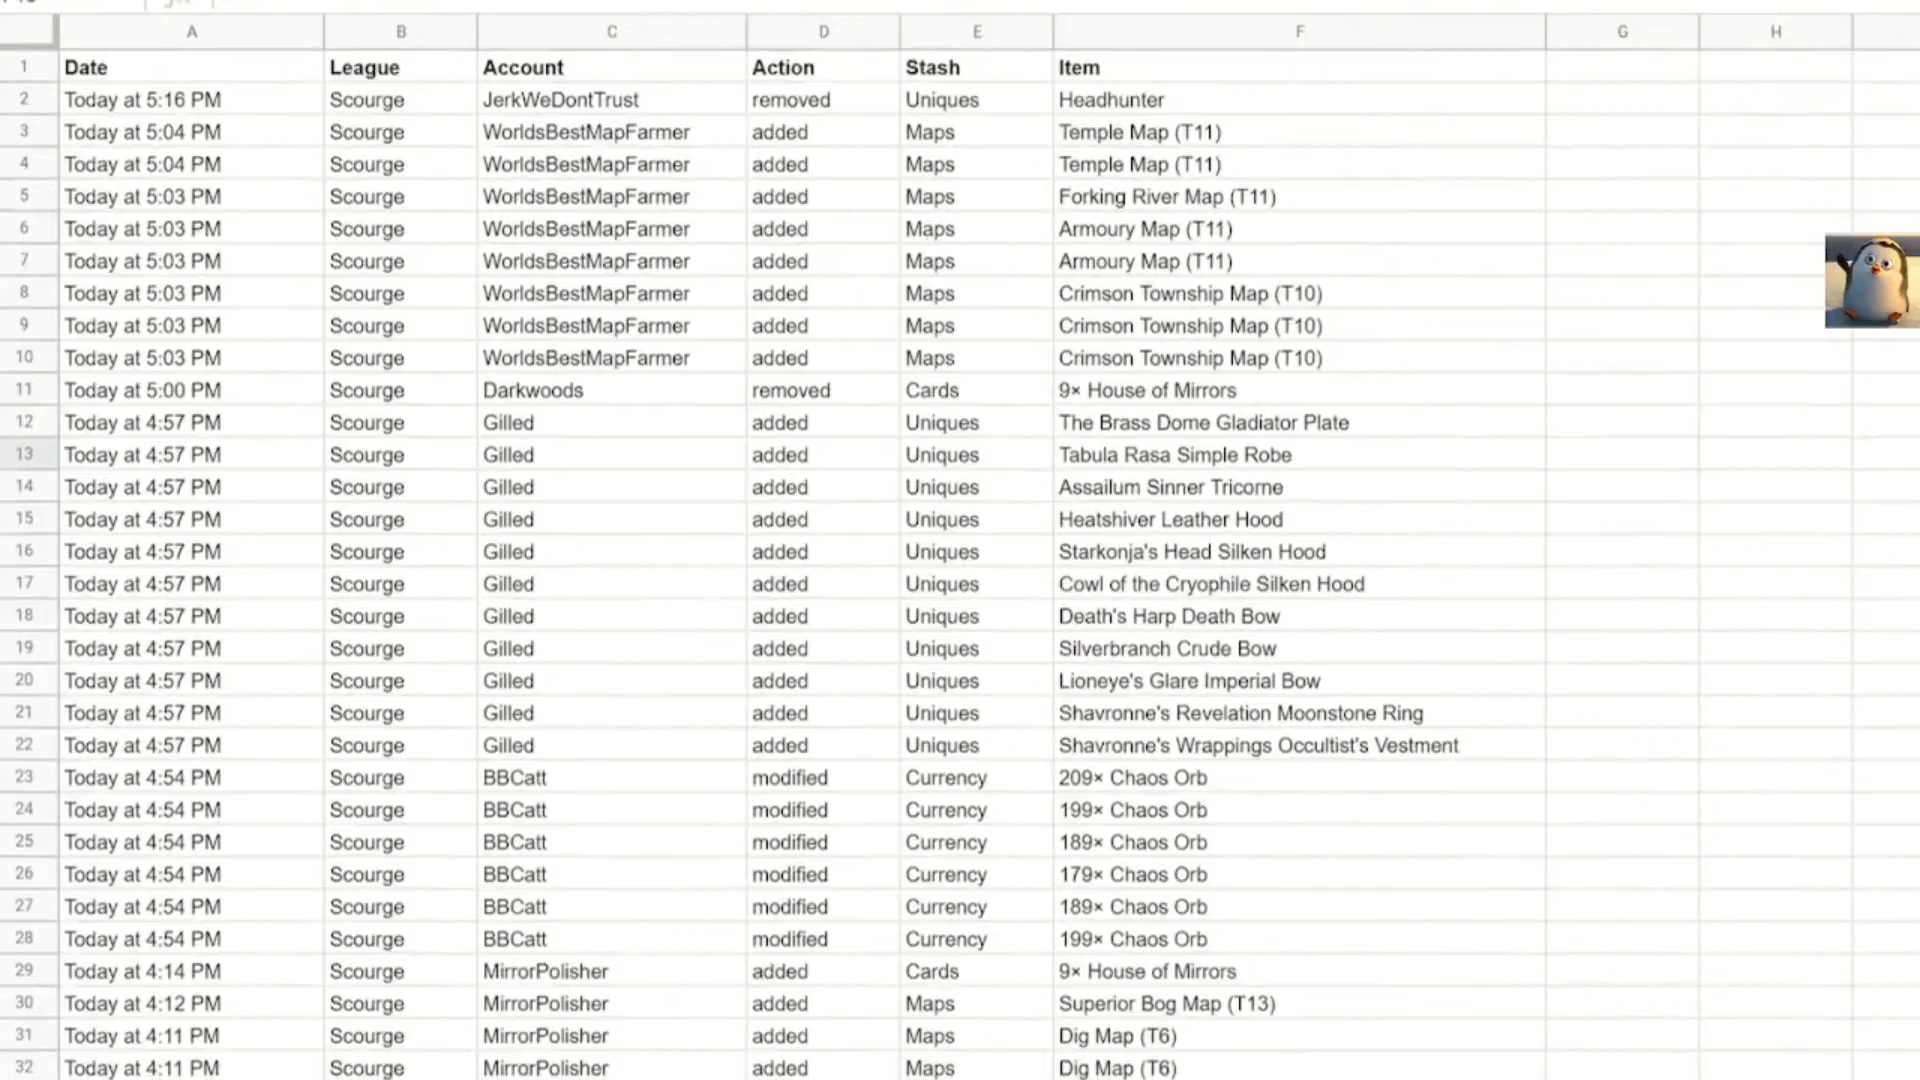 A B C D E F G H
1 Date League Account Action Stash Item
2 Today at 5:16 PM Scourge JerkWeDontTrust removed Uniques Headhunter
3 Today at 5:04 PM Scourge WorldsBestMapFarmer added Maps Temple Map (T11)
4 Today at 5:04 PM Scourge WorldsBestMapFarmer added Maps Temple Map (T11)
5 Today at 5:03 PM Scourge WorldsBestMapFarmer added Maps Forking River Map (T11)
6 Today at 5:03 PM Scourge WorldsBestMapFarmer added Maps Armoury Map (T11)
7 Today at 5:03 PM Scourge WorldsBestMapFarmer added Maps Armoury Map (T11)
8 Today at 5:03 PM Scourge WorldsBestMapFarmer added Maps Crimson Township Map (T10)
9 Today at 5:03 PM Scourge WorldsBestMapFarmer added Maps Crimson Township Map (T10)
10 Today at 5:03 PM Scourge WorldsBestMapFarmer added Maps Crimson Township Map (T10)
11 Today at 5:00 PM Scourge Darkwoods removed Cards 9× House of Mirrors
12 Today at 4:57 PM Scourge Gilled added Uniques The Brass Dome Gladiator Plate
13 Today at 4:57 PM Scourge Gilled added Uniques Tabula Rasa Simple Robe
14 Today at 4:57 PM Scourge Gilled added Uniques Assailum Sinner Tricorne
15 Today at 4:57 PM Scourge Gilled added Uniques Heatshiver Leather Hood
16 Today at 4:57 PM Scourge Gilled added Uniques Starkonja's Head Silken Hood
17 Today at 4:57 PM Scourge Gilled added Uniques Cowl of the Cryophile Silken Hood
18 Today at 4:57 PM Scourge Gilled added Uniques Death's Harp Death Bow
19 Today at 4:57 PM Scourge Gilled added Uniques Silverbranch Crude Bow
20 Today at 4:57 PM Scourge Gilled added Uniques Lioneye's Glare Imperial Bow
21 Today at 4:57 PM Scourge Gilled added Uniques Shavronne's Revelation Moonstone Ring
22 Today at 4:57 PM Scourge Gilled added Uniques Shavronne's Wrappings Occultist's Vestment
23 Today at 4:54 PM Scourge BBCatt modified Currency 209× Chaos Orb
24 Today at 4:54 PM Scourge BBCatt modified Currency 199× Chaos Orb
25 Today at 4:54 PM Scourge BBCatt modified Currency 189× Chaos Orb
26 Today at 4:54 PM Scourge BBCatt modified Currency 179× Chaos Orb
27 Today at 4:54 PM Scourge BBCatt modified Currency 189× Chaos Orb
28 Today at 4:54 PM Scourge BBCatt modified Currency 199× Chaos Orb
29 Today at 4:14 PM Scourge MirrorPolisher added Cards 9× House of Mirrors
30 Today at 4:12 PM Scourge MirrorPolisher added Maps Superior Bog Map (T13)
31 Today at 4:11 PM Scourge MirrorPolisher added Maps Dig Map (T6)
32 Today at 4:11 PM Scourge MirrorPolisher added Maps Dig Map (T6)